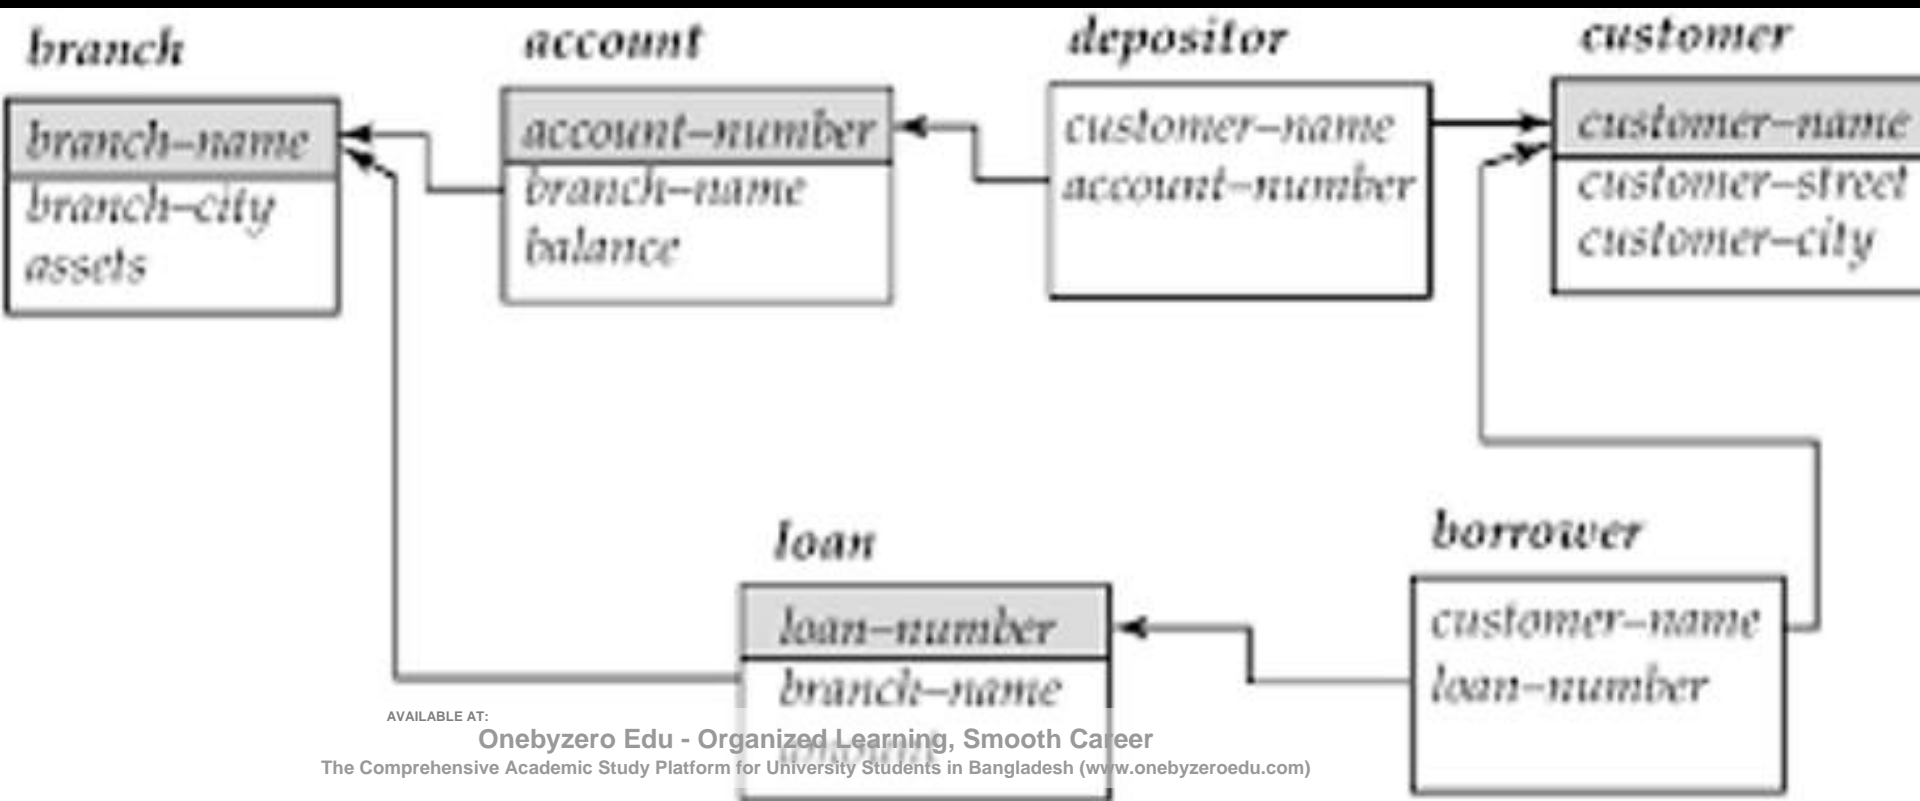 branch
branch-name
branch-city
assets
account
account-number
branch-name
balance
depositor
customer-name
account-number
customer
customer-name
customer-street
customer-city
loan
loan-number
branch-name
amount
borrower
customer-name
loan-number
AVAILABLE AT:
Onebyzero Edu - Organized Learning, Smooth Career
The Comprehensive Academic Study Platform for University Students in Bangladesh (www.onebyzeroedu.com)